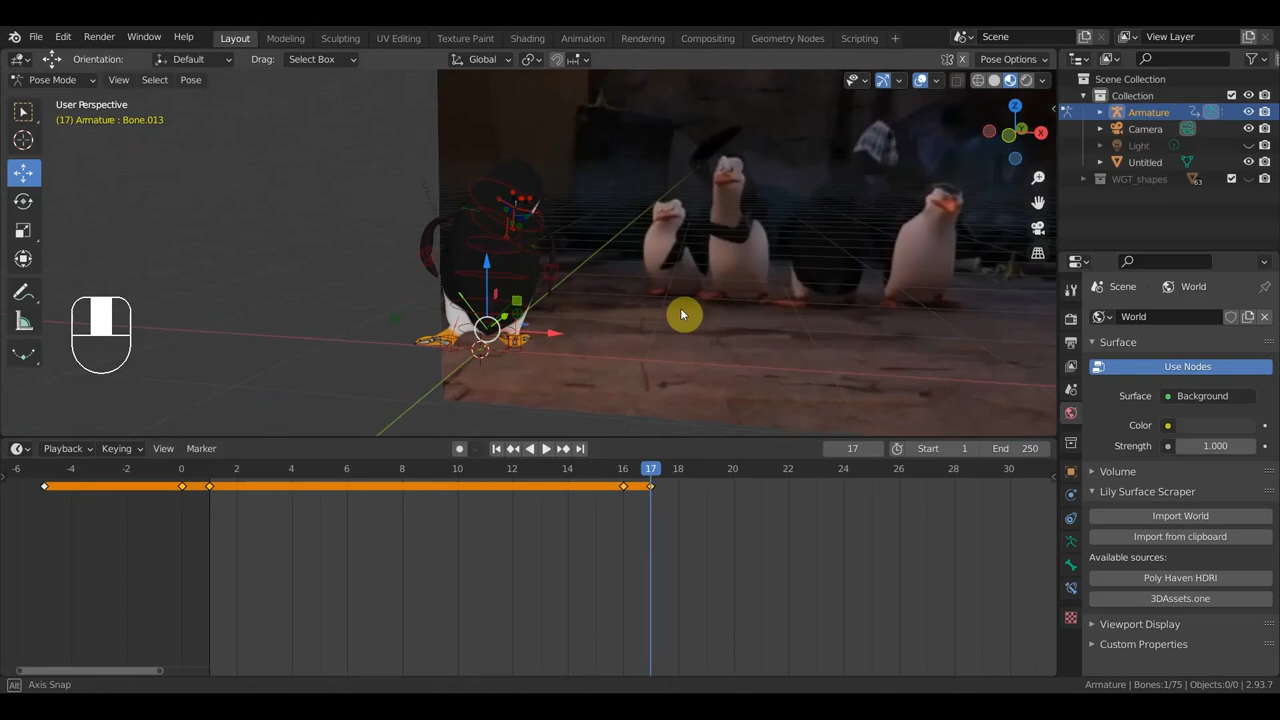 File Edit Render Window Help Layout Modeling Sculpting UV Editing Texture Paint Shading Animation Rendering Compositing Geometry Nodes Scripting + Scene View Layer
Orientation: Default Drag: Select Box Global Pose Options
Pose Mode View Select Pose
User Perspective
(17) Armature : Bone.013
Z
Y
X
Scene Collection
Collection
Armature
Camera
Light
Untitled
WGT_shapes 63
Scene World
World
Surface
Use Nodes
Surface Background
Color
Strength 1.000
Volume
Lily Surface Scraper
Import World
Import from clipboard
Available sources:
Poly Haven HDRI
3DAssets.one
Viewport Display
Custom Properties
Playback Keying View Marker 17 Start 1 End 250
-6 -4 -2 0 2 4 6 8 10 12 14 16 17 18 20 22 24 26 28 30
Alt Axis Snap Armature | Bones:1/75 | Objects:0/0 | 2.93.7